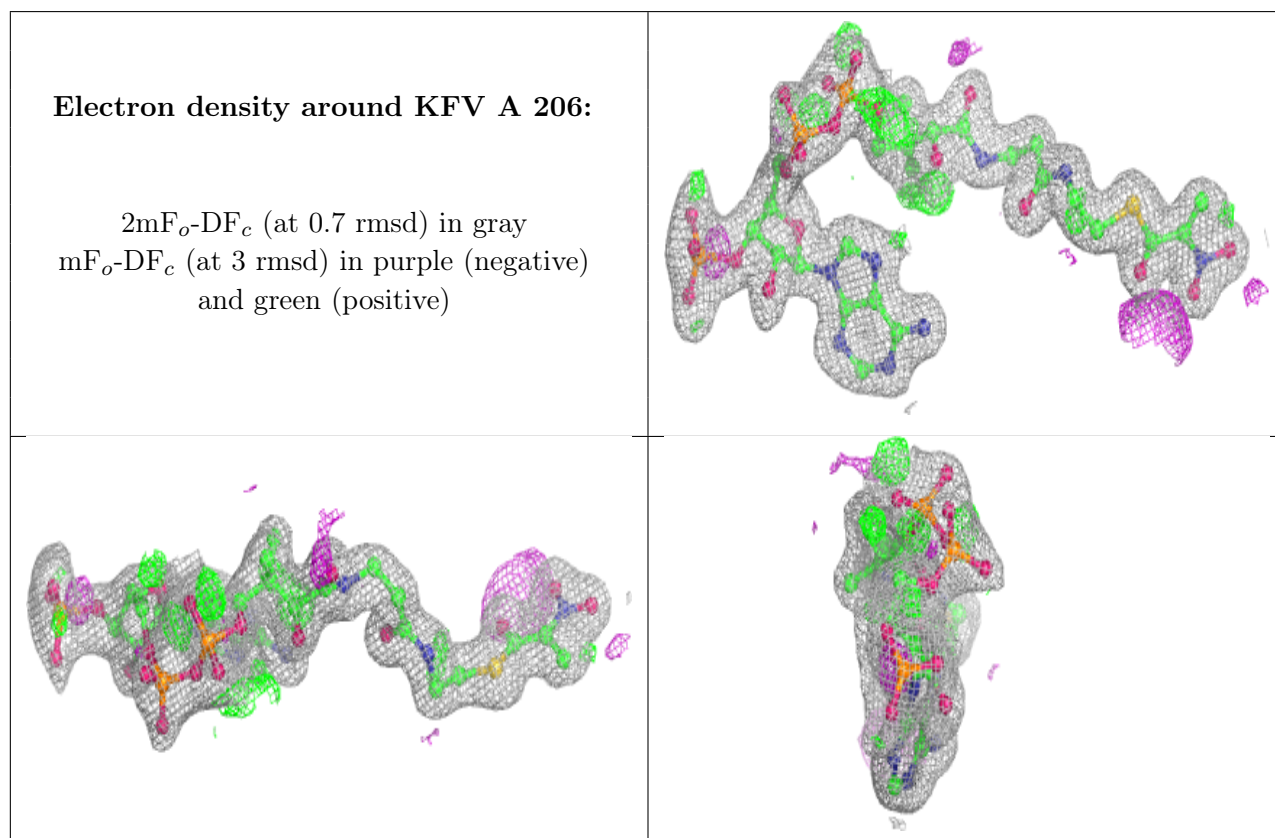 Electron density around KFV A 206:
2mFo-DFc (at 0.7 rmsd) in gray
mFo-DFc (at 3 rmsd) in purple (negative)
and green (positive)